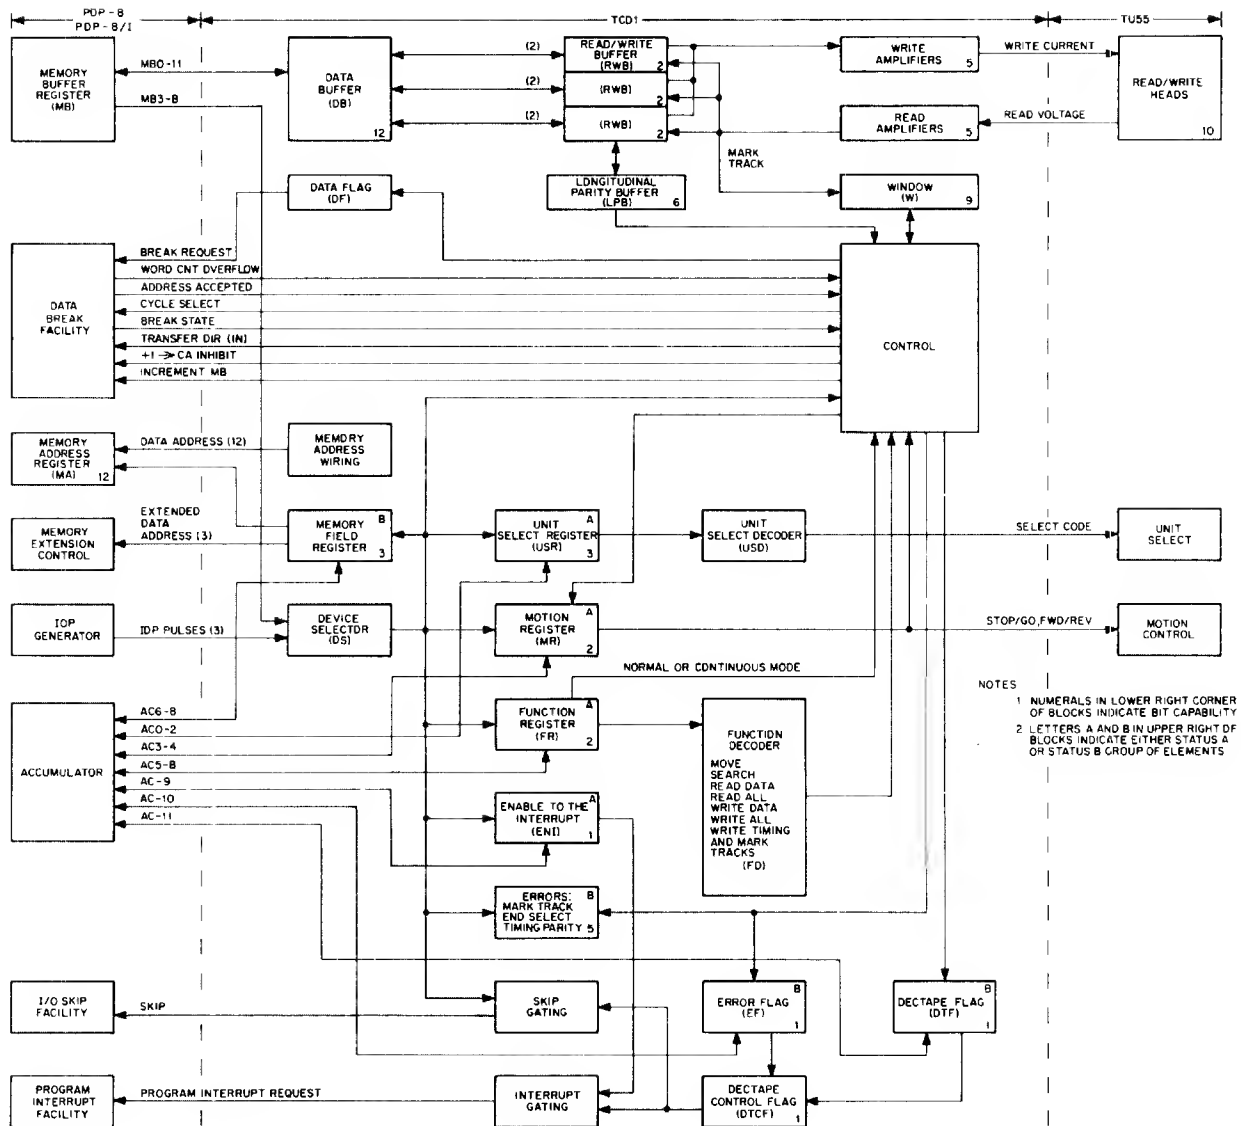 PDP-8
PDP-8/I
TCD1
TU55
MEMORY
BUFFER
REGISTER
(MB)
MB0-11
MB3-8
DATA
BUFFER
(DB)
12
(2)
(2)
(2)
READ/WRITE
BUFFER
(RWB)
2
(RWB)
2
(RWB)
2
WRITE
AMPLIFIERS
5
WRITE CURRENT
READ/WRITE
HEADS
10
READ
AMPLIFIERS
5
READ VOLTAGE
MARK
TRACK
DATA FLAG
(DF)
LONGITUDINAL
PARITY BUFFER
(LPB)
6
WINDOW
(W)
9
DATA
BREAK
FACILITY
BREAK REQUEST
WORD CNT OVERFLOW
ADDRESS ACCEPTED
CYCLE SELECT
BREAK STATE
TRANSFER DIR (IN)
+1 → CA INHIBIT
INCREMENT MB
CONTROL
MEMORY
ADDRESS
REGISTER
(MA)
12
DATA ADDRESS (12)
MEMORY
ADDRESS
WIRING
MEMORY
EXTENSION
CONTROL
EXTENDED
DATA
ADDRESS (3)
MEMORY
FIELD
REGISTER
B
3
UNIT
SELECT REGISTER
(USR)
A
3
UNIT
SELECT DECODER
(USD)
SELECT CODE
UNIT
SELECT
IOP
GENERATOR
IOP PULSES (3)
DEVICE
SELECTOR
(DS)
MOTION
REGISTER
(MR)
A
2
STOP/GO, FWD/REV
MOTION
CONTROL
NORMAL OR CONTINUOUS MODE
ACCUMULATOR
AC6-8
AC0-2
AC3-4
AC5-8
AC-9
AC-10
AC-11
FUNCTION
REGISTER
(FR)
A
2
FUNCTION
DECODER
MOVE
SEARCH
READ DATA
READ ALL
WRITE DATA
WRITE ALL
WRITE TIMING
AND MARK
TRACKS
(FD)
NOTES
1 NUMERALS IN LOWER RIGHT CORNER
OF BLOCKS INDICATE BIT CAPABILITY
2 LETTERS A AND B IN UPPER RIGHT OF
BLOCKS INDICATE EITHER STATUS A
OR STATUS B GROUP OF ELEMENTS
ENABLE TO THE
INTERRUPT
(ENI)
A
1
ERRORS:
MARK TRACK
END SELECT
TIMING PARITY
B
5
I/O SKIP
FACILITY
SKIP
SKIP
GATING
ERROR FLAG
(EF)
B
1
DECTAPE FLAG
(DTF)
B
1
PROGRAM
INTERRUPT
FACILITY
PROGRAM INTERRUPT REQUEST
INTERRUPT
GATING
DECTAPE
CONTROL FLAG
(DTCF)
1